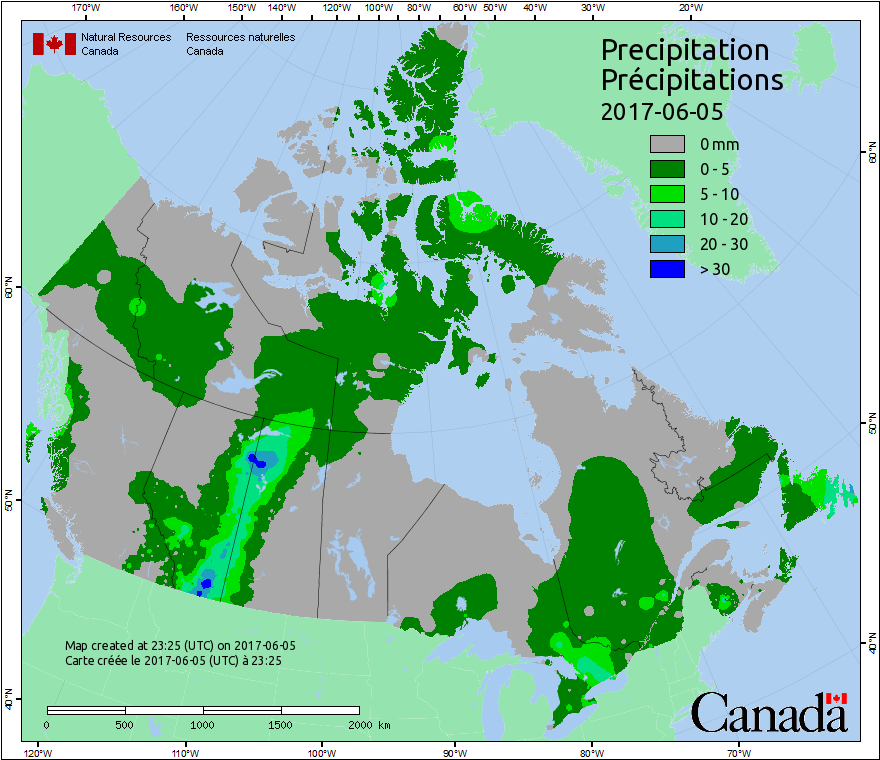 170°W 160°W 150°W 140°W 120°W 100°W 80°W 60°W 50°W 40°W 30°W 20°W
Natural Resources Ressources naturelles
Canada Canada
Precipitation
Précipitations
2017-06-05
0 mm
0 - 5
5 - 10
10 - 20
20 - 30
> 30
60°N
60°N
50°N
50°N
40°N
40°N
Map created at 23:25 (UTC) on 2017-06-05
Carte créée le 2017-06-05 (UTC) à 23:25
0 500 1000 1500 2000 km
Canada
120°W 110°W 100°W 90°W 80°W 70°W